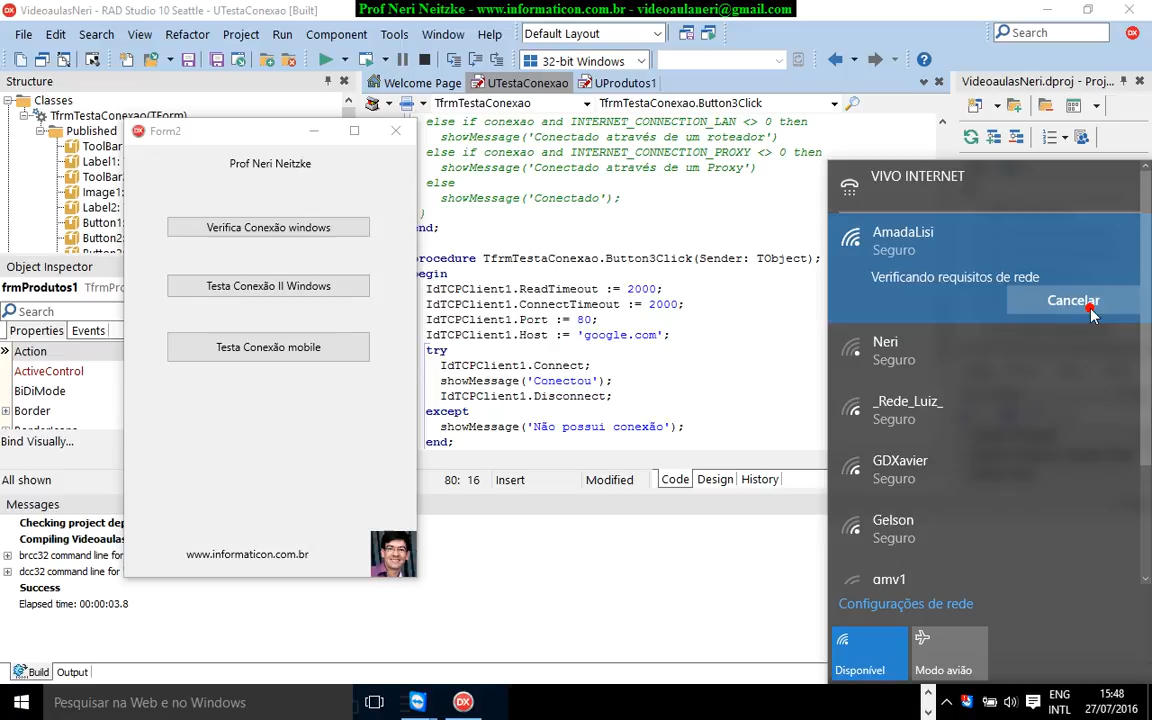 Prof Neri Neitzke - www.informaticon.com.br - videoaulaneri@gmail.com
VideoaulasNeri - RAD Studio 10 Seattle - UTestaConexao [Built]
File Edit Search View Refactor Project Run Component Tools Window Help
Default Layout
Search
32-bit Windows
Structure
Classes
TfrmTestaConexao(TForm)
Published
ToolBar
Label1:
ToolBar
Image1:
Label2:
Button1:
Button2:
Object Inspector
frmProdutos1
Search
Properties Events
Action
ActiveControl
BiDiMode
Border
Bind Visually...
All shown
Messages
Checking project dep
Compiling Videoaulas
brcc32 command line for
dcc32 command line for
Success
Elapsed time: 00:00:03.8
Build Output
Form2
Prof Neri Neitzke
Verifica Conexão windows
Testa Conexão II Windows
Testa Conexão mobile
www.informaticon.com.br
Welcome Page UTestaConexao UProdutos1
TfrmTestaConexao TfrmTestaConexao.Button3Click
else if conexao and INTERNET_CONNECTION_LAN <> 0 then
showMessage('Conectado através de um roteador')
else if conexao and INTERNET_CONNECTION_PROXY <> 0 then
showMessage('Conectado através de um Proxy')
else
showMessage('Conectado');
)
end;
procedure TfrmTestaConexao.Button3Click(Sender: TObject);
begin
IdTCPClient1.ReadTimeout := 2000;
IdTCPClient1.ConnectTimeout := 2000;
IdTCPClient1.Port := 80;
IdTCPClient1.Host := 'google.com';
try
IdTCPClient1.Connect;
showMessage('Conectou');
IdTCPClient1.Disconnect;
except
showMessage('Não possui conexão');
end;
80: 16 Insert Modified Code Design History
VideoaulasNeri.dproj - Proj...
VIVO INTERNET
AmadaLisi
Seguro
Verificando requisitos de rede
Cancelar
Neri
Seguro
_Rede_Luiz_
Seguro
GDXavier
Seguro
Gelson
Seguro
gmv1
Configurações de rede
Disponível
Modo avião
Pesquisar na Web e no Windows
ENG
INTL
15:48
27/07/2016